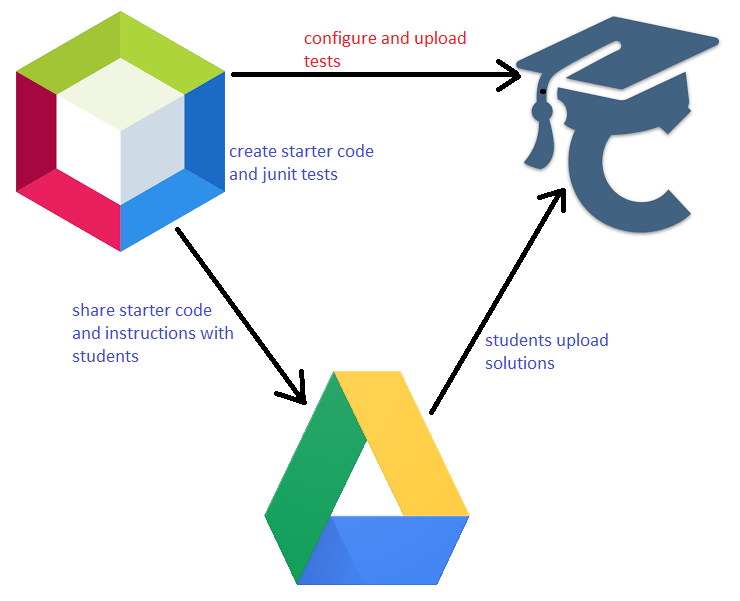 configure and upload
tests
create starter code
and junit tests
share starter code
and instructions with
students
students upload
solutions